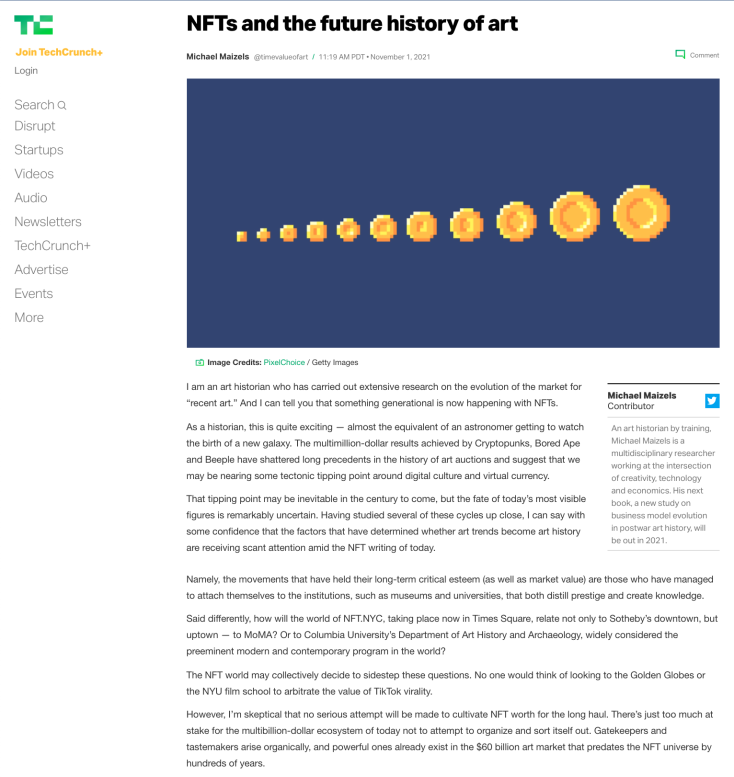 TC
NFTs and the future history of art
Join TechCrunch+
Michael Maizels @timevalueofart / 11:19 AM PDT • November 1, 2021
Comment
Login
Search
Disrupt
Startups
Videos
Audio
Newsletters
TechCrunch+
Advertise
Events
More
Image Credits: PixelChoice / Getty Images
I am an art historian who has carried out extensive research on the evolution of the market for
“recent art.” And I can tell you that something generational is now happening with NFTs.
As a historian, this is quite exciting — almost the equivalent of an astronomer getting to watch
the birth of a new galaxy. The multimillion-dollar results achieved by Cryptopunks, Bored Ape
and Beeple have shattered long precedents in the history of art auctions and suggest that we
may be nearing some tectonic tipping point around digital culture and virtual currency.
That tipping point may be inevitable in the century to come, but the fate of today’s most visible
figures is remarkably uncertain. Having studied several of these cycles up close, I can say with
some confidence that the factors that have determined whether art trends become art history
are receiving scant attention amid the NFT writing of today.
Michael Maizels
Contributor
An art historian by training,
Michael Maizels is a
multidisciplinary researcher
working at the intersection
of creativity, technology
and economics. His next
book, a new study on
business model evolution
in postwar art history, will
be out in 2021.
Namely, the movements that have held their long-term critical esteem (as well as market value) are those who have managed
to attach themselves to the institutions, such as museums and universities, that both distill prestige and create knowledge.
Said differently, how will the world of NFT.NYC, taking place now in Times Square, relate not only to Sotheby’s downtown, but
uptown — to MoMA? Or to Columbia University’s Department of Art History and Archaeology, widely considered the
preeminent modern and contemporary program in the world?
The NFT world may collectively decide to sidestep these questions. No one would think of looking to the Golden Globes or
the NYU film school to arbitrate the value of TikTok virality.
However, I’m skeptical that no serious attempt will be made to cultivate NFT worth for the long haul. There’s just too much at
stake for the multibillion-dollar ecosystem of today not to attempt to organize and sort itself out. Gatekeepers and
tastemakers arise organically, and powerful ones already exist in the $60 billion art market that predates the NFT universe by
hundreds of years.